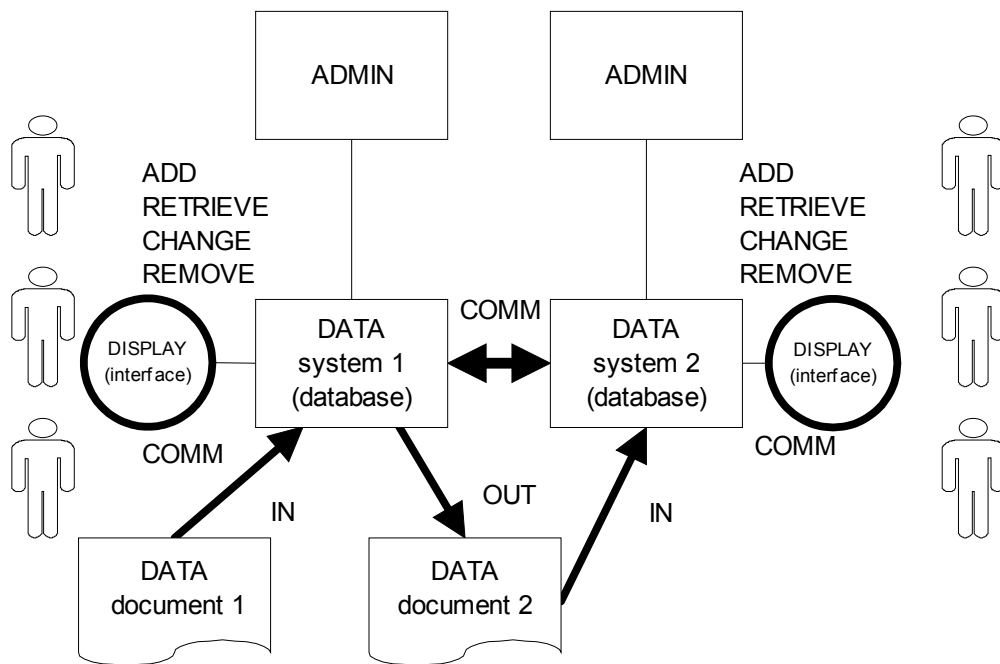 ADMIN
ADMIN
ADD
RETRIEVE
CHANGE
REMOVE
ADD
RETRIEVE
CHANGE
REMOVE
DISPLAY
(interface)
DATA
system 1
(database)
COMM
DATA
system 2
(database)
DISPLAY
(interface)
COMM
COMM
IN
OUT
IN
DATA
document 1
DATA
document 2